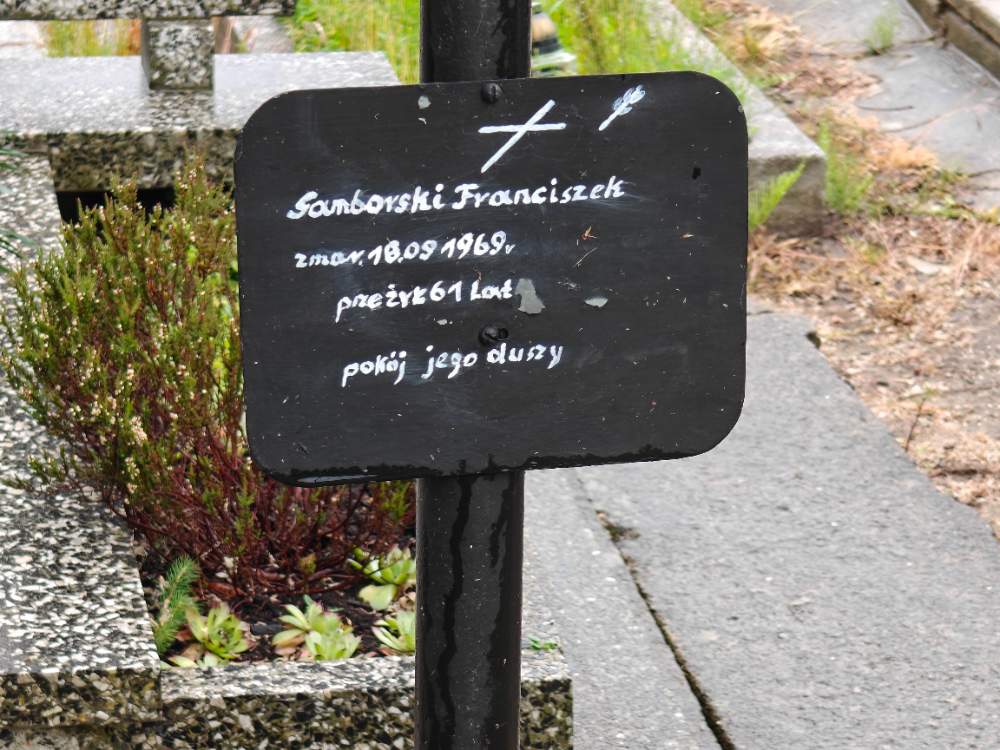 Samborski Franciszek
zmar. 18.09 1969r
przeżył 61 Lat
pokój jego duszy